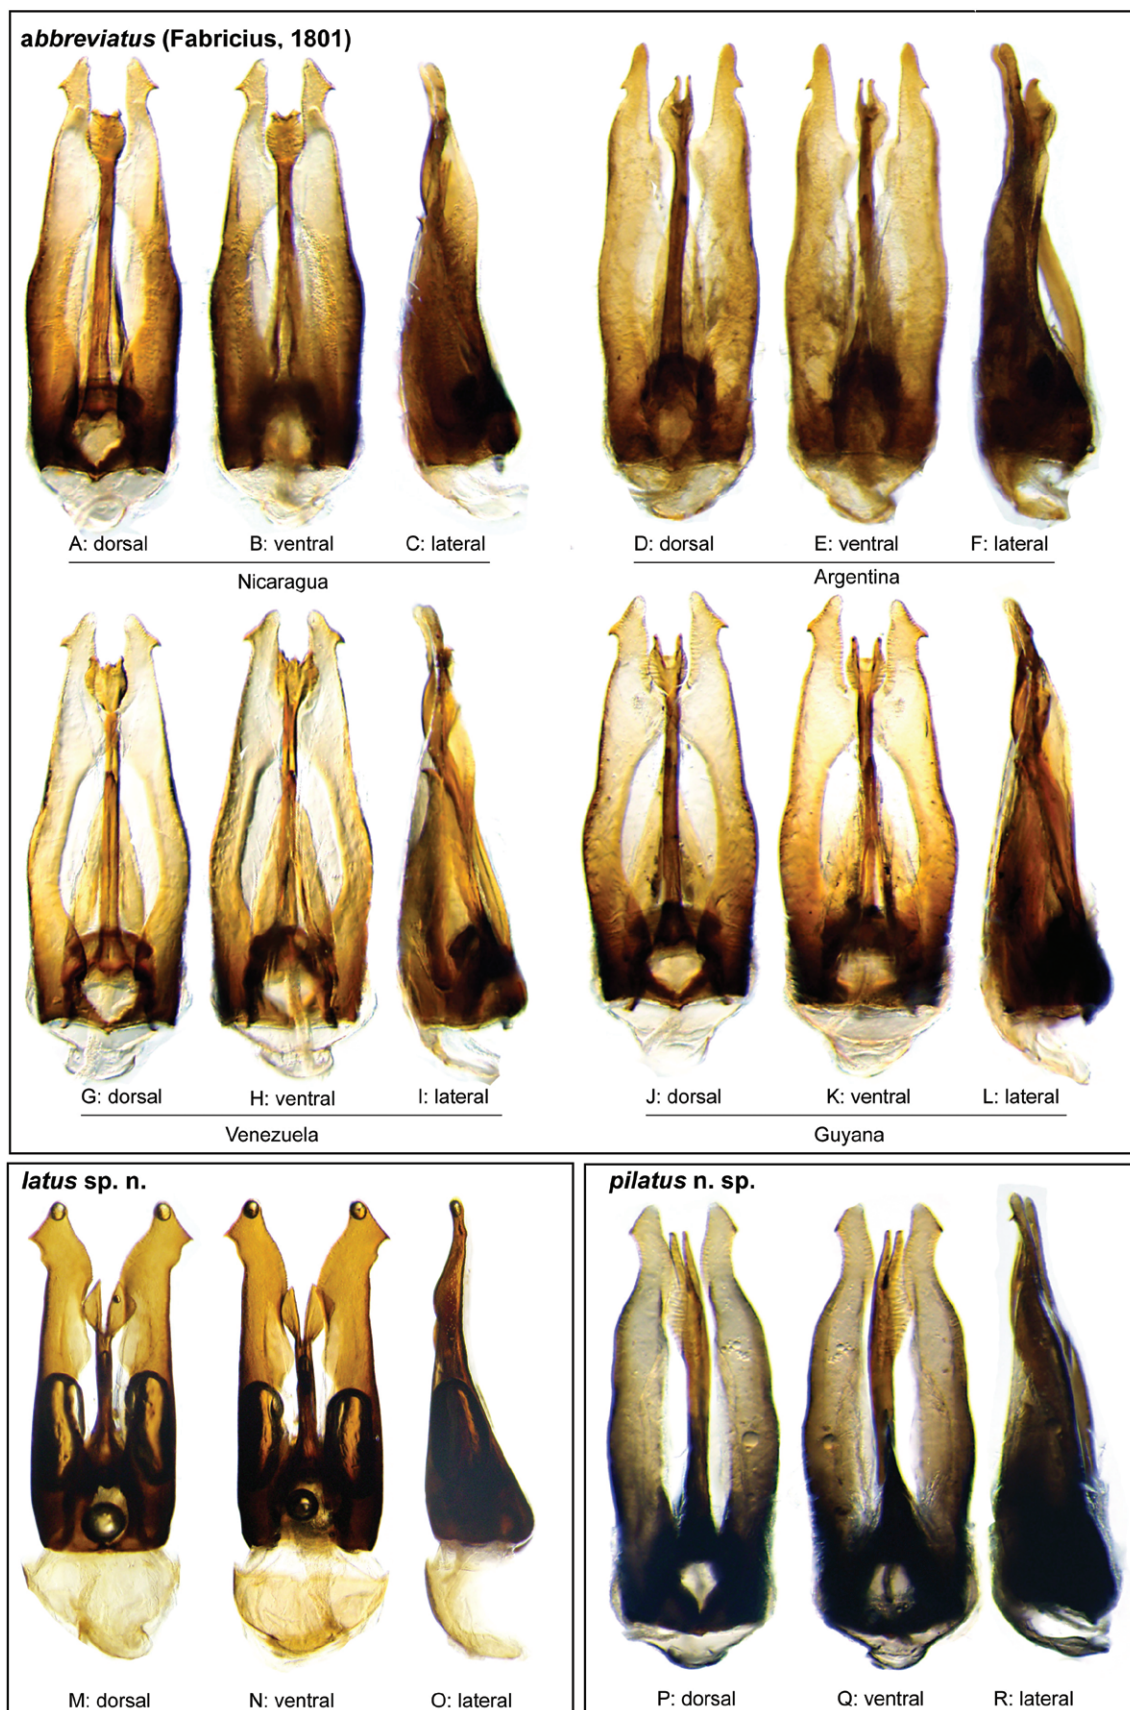 abbreviatus (Fabricius, 1801)
A: dorsal B: ventral C: lateral D: dorsal E: ventral F: lateral
Nicaragua Argentina
G: dorsal H: ventral I: lateral J: dorsal K: ventral L: lateral
Venezuela Guyana
latus sp. n. pilatus n. sp.
M: dorsal N: ventral O: lateral P: dorsal Q: ventral R: lateral